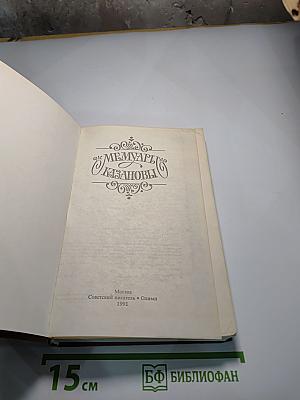 МЕМУАРЫ
КАЗАНОВЫ
Москва
Советский писатель • Олимп
1991
15 см
БФ БИБЛИОФАН